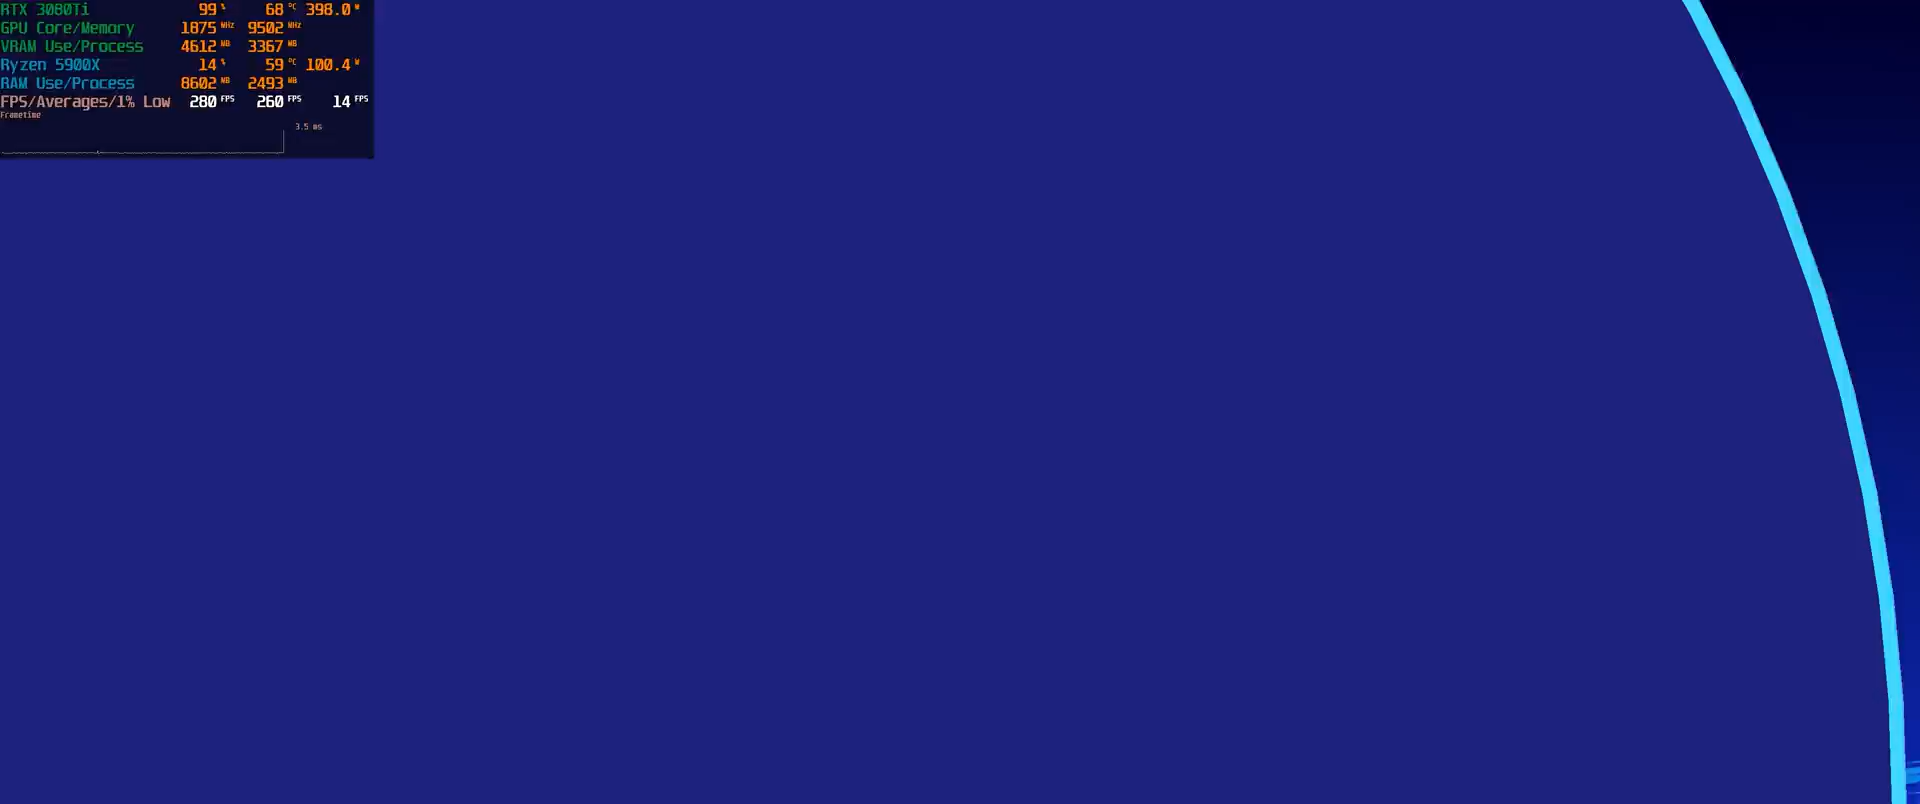 RTX 3080Ti 99 % 68 °C 398.0 W
GPU Core/Memory 1875 MHz 9502 MHz
VRAM Use/Process 4612 MB 3367 MB
Ryzen 5900X 14 % 59 °C 100.4 W
RAM Use/Process 8602 MB 2493 MB
FPS/Averages/1% Low 280 FPS 260 FPS 14 FPS
Frametime
3.5 ms